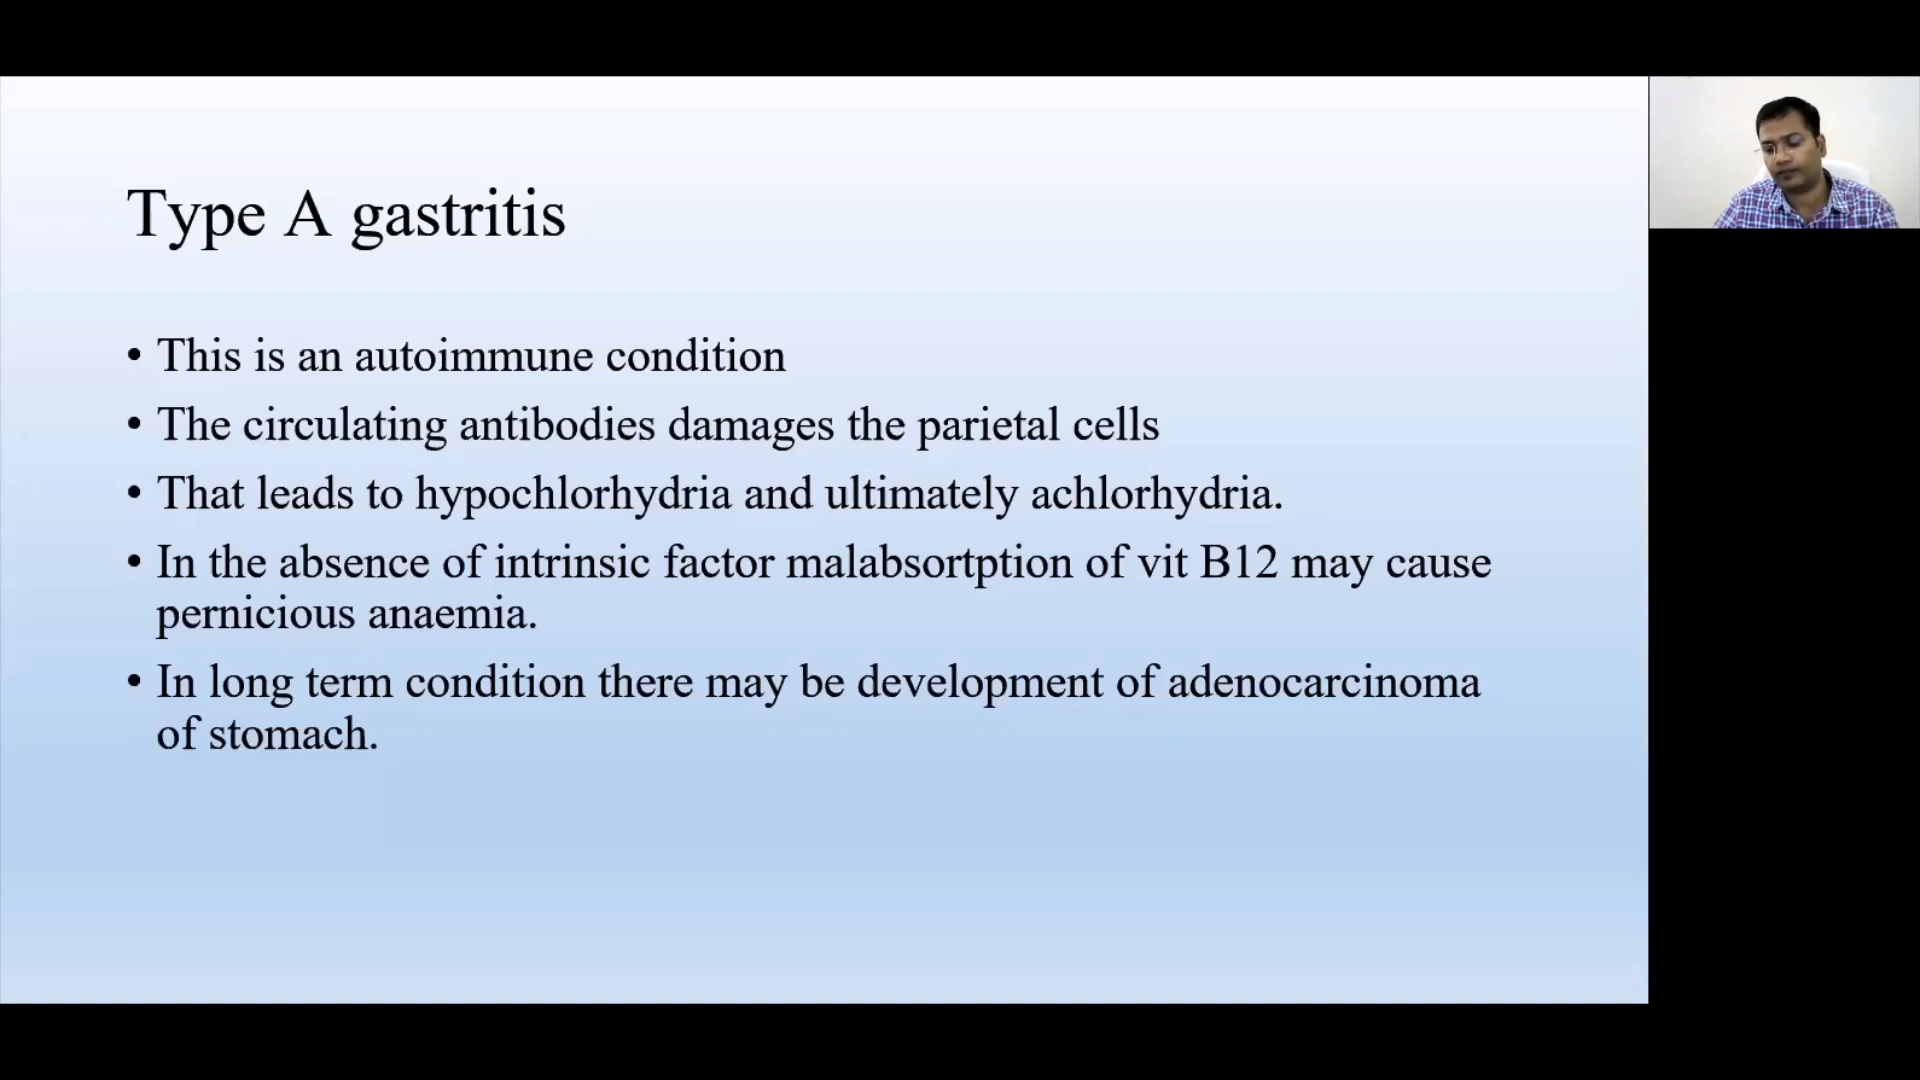 Type A gastritis
• This is an autoimmune condition
• The circulating antibodies damages the parietal cells
• That leads to hypochlorhydria and ultimately achlorhydria.
• In the absence of intrinsic factor malabsortption of vit B12 may cause
pernicious anaemia.
• In long term condition there may be development of adenocarcinoma
of stomach.